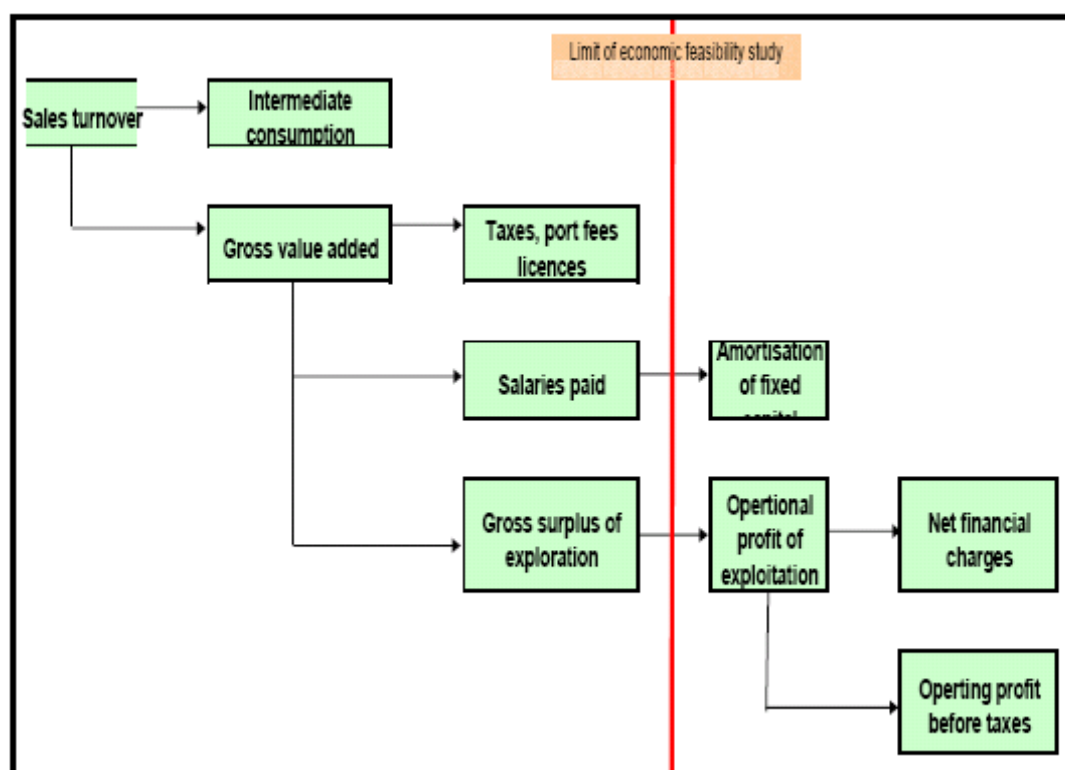 Limit of economic feasibility study
Sales turnover
Intermediate
consumption
Gross value added
Taxes, port fees
licences
Salaries paid
Amortisation
of fixed
capital
Gross surplus of
exploration
Opertional
profit of
exploitation
Net financial
charges
Operting profit
before taxes